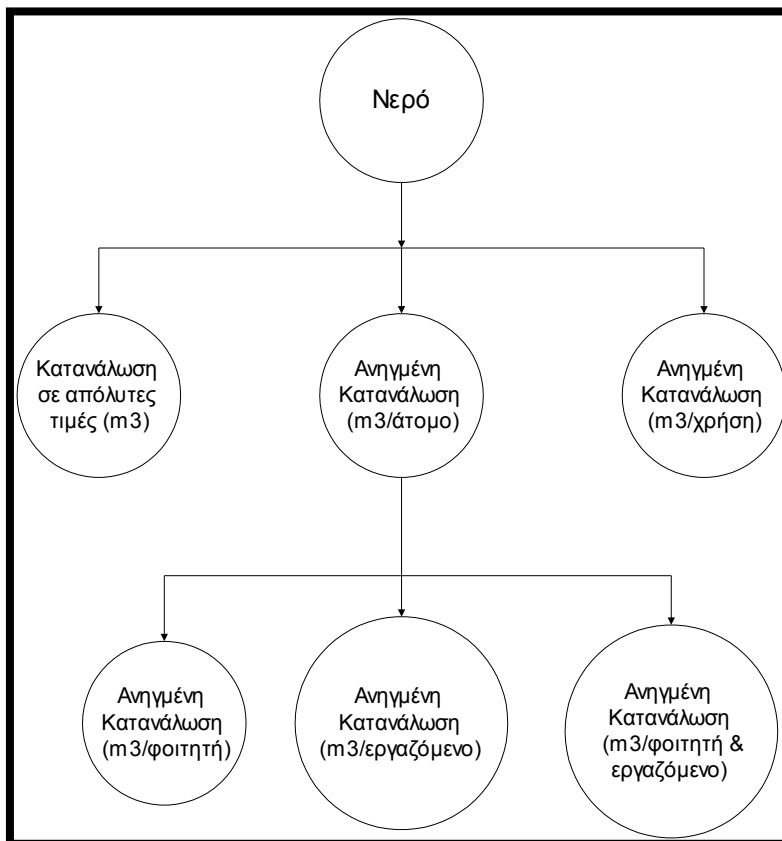 Νερό
Κατανάλωση
σε απόλυτες
τιμές (m3)
Ανηγμένη
Κατανάλωση
(m3/άτομο)
Ανηγμένη
Κατανάλωση
(m3/χρήση)
Ανηγμένη
Κατανάλωση
(m3/φοιτητή)
Ανηγμένη
Κατανάλωση
(m3/εργαζόμενο)
Ανηγμένη
Κατανάλωση
(m3/φοιτητή &
εργαζόμενο)